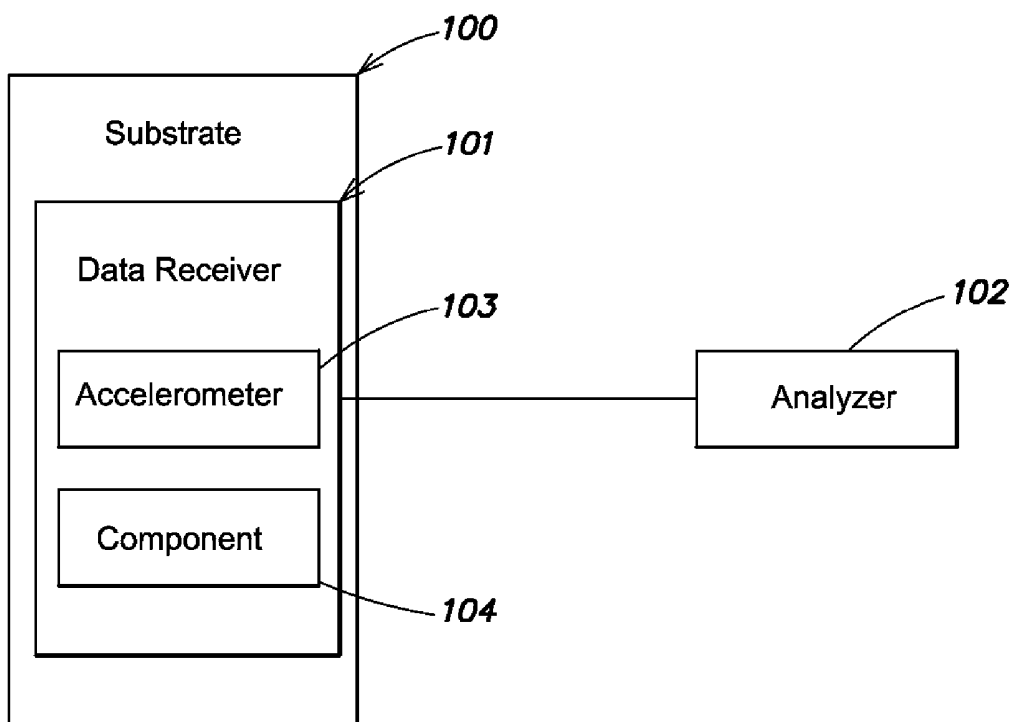 100
Substrate
101
Data Receiver
103
102
Accelerometer
Analyzer
Component
104